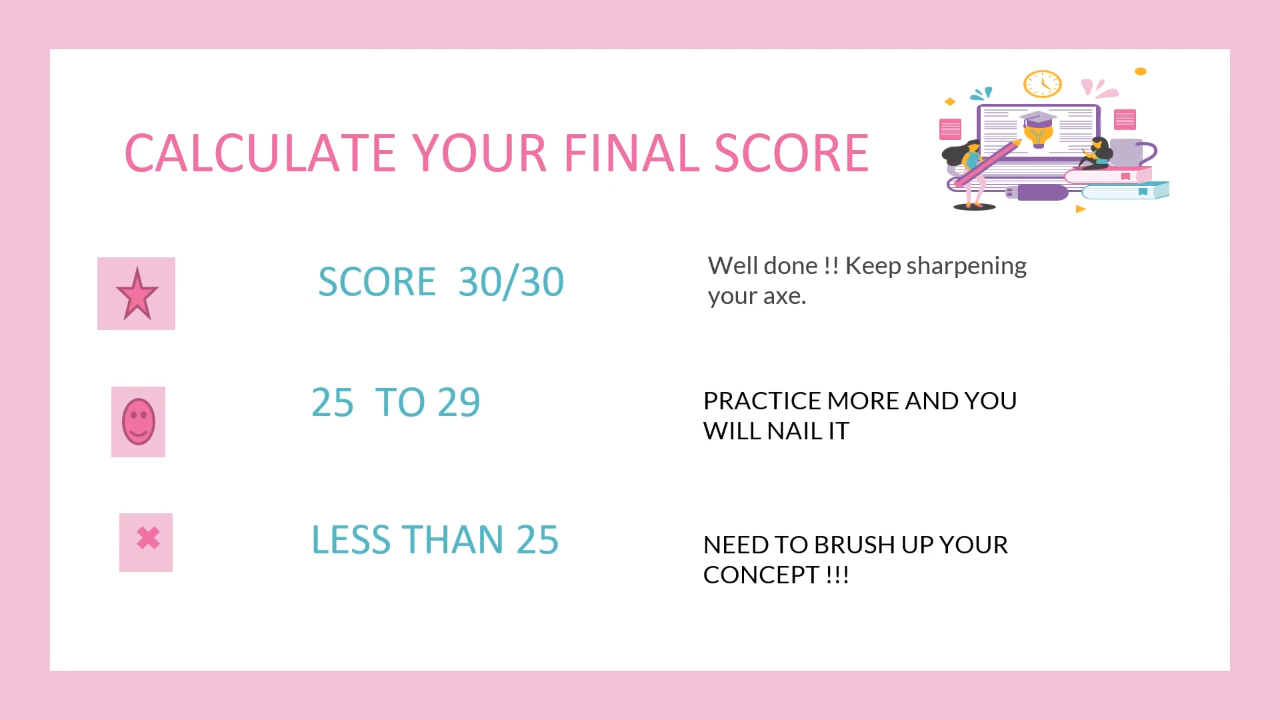 CALCULATE YOUR FINAL SCORE
SCORE 30/30
Well done !! Keep sharpening
your axe.
25 TO 29
PRACTICE MORE AND YOU
WILL NAIL IT
LESS THAN 25
NEED TO BRUSH UP YOUR
CONCEPT !!!